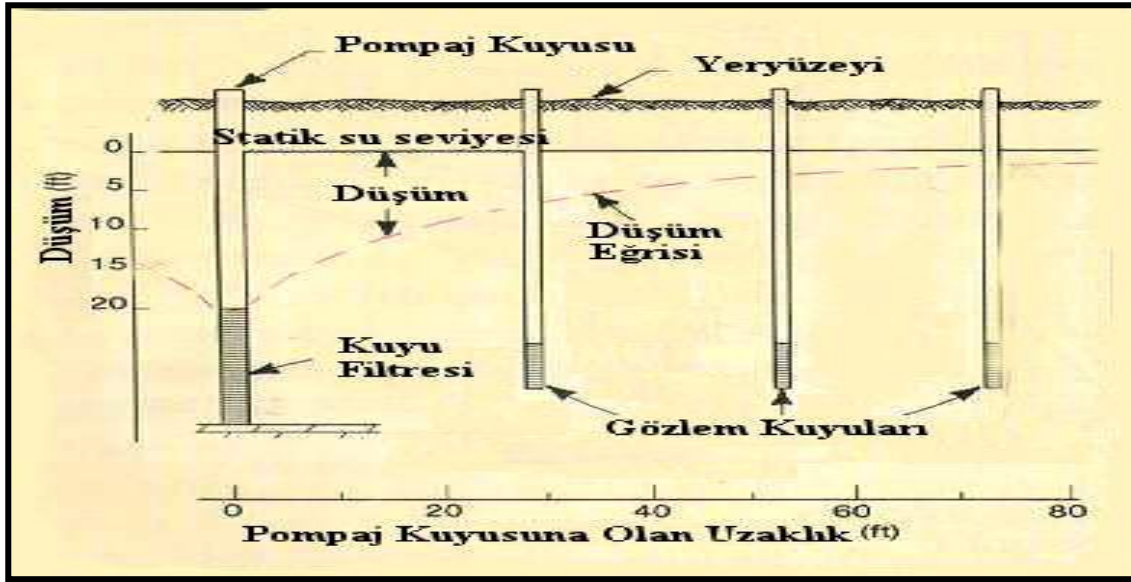 Pompaj Kuyusu
Yeryüzeyi
Statik su seviyesi
0
5
10
15
20
Düşüm (ft)
Düşüm
Düşüm
Eğrisi
Kuyu
Filtresi
Gözlem Kuyuları
0 20 40 60 80
Pompaj Kuyusuna Olan Uzaklık (ft)